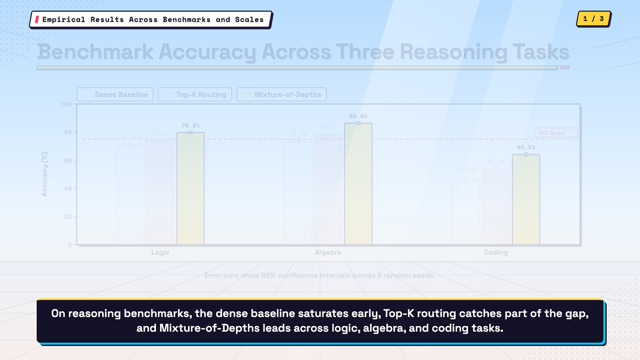 Empirical Results Across Benchmarks and Scales
1 / 3
Benchmark Accuracy Across Three Reasoning Tasks
Dense Baseline
Top-K Routing
Mixture-of-Depths
100
80
60
40
20
0
Accuracy (%)
86.4%
64.1%
Logic
Algebra
Coding
Error bars show 95% confidence intervals across 5 random seeds.
On reasoning benchmarks, the dense baseline saturates early, Top-K routing catches part of the gap,
and Mixture-of-Depths leads across logic, algebra, and coding tasks.